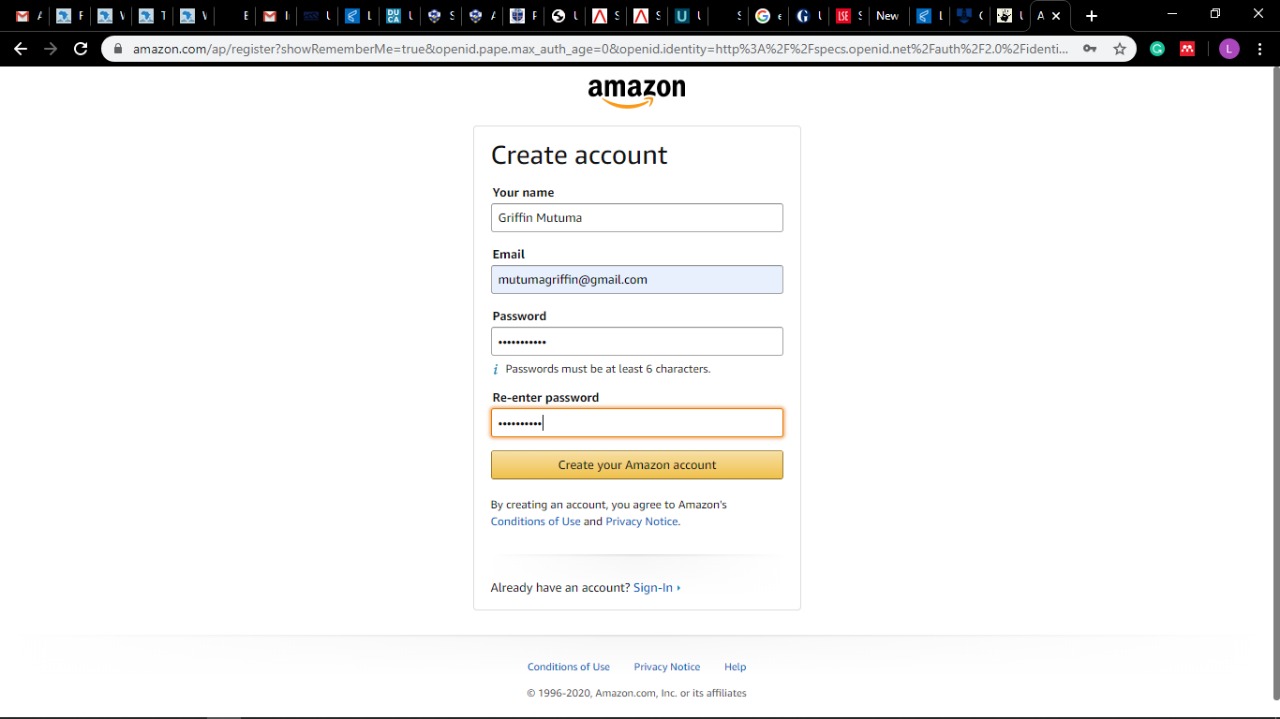 A
F
V
T
V
E
I
L
L
L
S
A
F
L
S
S
U L
S
e
L
S
New
L
C
L
A
amazon.com/ap/register?showRememberMe=true&openid.pape.max_auth_age=0&openid.identity=http%3A%2F%2Fspecs.openid.net%2Fauth%2F2.0%2Fidenti...
L
amazon
Create account
Your name
Griffin Mutuma
Email
mutumagriffin@gmail.com
Password
•••••••••••
i Passwords must be at least 6 characters.
Re-enter password
••••••••••
Create your Amazon account
By creating an account, you agree to Amazon's
Conditions of Use and Privacy Notice.
Already have an account? Sign-In
Conditions of Use Privacy Notice Help
© 1996-2020, Amazon.com, Inc. or its affiliates